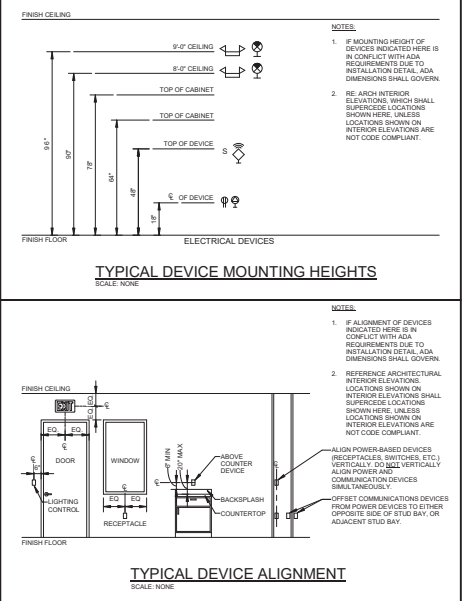 FINISH CEILING
NOTES:
1. IF MOUNTING HEIGHT OF
DEVICES INDICATED HERE IS
IN CONFLICT WITH ADA
REQUIREMENTS DUE TO
INSTALLATION DETAIL, ADA
DIMENSIONS SHALL GOVERN.
2. RE: ARCH INTERIOR
ELEVATIONS, WHICH SHALL
SUPERCEDE LOCATIONS
SHOWN HERE, UNLESS
LOCATIONS SHOWN ON
INTERIOR ELEVATIONS ARE
NOT CODE COMPLIANT.
9'-0" CEILING
8'-0" CEILING
TOP OF CABINET
TOP OF CABINET
TOP OF DEVICE
S
℄ OF DEVICE
96"
90"
78"
64"
48"
18"
FINISH FLOOR
ELECTRICAL DEVICES
TYPICAL DEVICE MOUNTING HEIGHTS
SCALE: NONE
NOTES:
1. IF ALIGNMENT OF DEVICES
INDICATED HERE IS IN
CONFLICT WITH ADA
REQUIREMENTS DUE TO
INSTALLATION DETAIL, ADA
DIMENSIONS SHALL GOVERN.
2. REFERENCE ARCHITECTURAL
INTERIOR ELEVATIONS.
LOCATIONS SHOWN ON
INTERIOR ELEVATIONS SHALL
SUPERCEDE LOCATIONS
SHOWN HERE, UNLESS
LOCATIONS SHOWN ON
INTERIOR ELEVATIONS ARE
NOT CODE COMPLIANT.
FINISH CEILING
EQ.
EQ.
℄
EQ. EQ.
℄
DOOR
℄
6"
LIGHTING
CONTROL
WINDOW
℄
EQ EQ
RECEPTACLE
6" MIN
20" MAX
℄
ABOVE
COUNTER
DEVICE
BACKSPLASH
COUNTERTOP
℄
ALIGN POWER-BASED DEVICES
(RECEPTACLES, SWITCHES, ETC.)
VERTICALLY. DO NOT VERTICALLY
ALIGN POWER AND
COMMUNICATION DEVICES
SIMULTANEOUSLY.
OFFSET COMMUNICATIONS DEVICES
FROM POWER DEVICES TO EITHER
OPPOSITE SIDE OF STUD BAY, OR
ADJACENT STUD BAY.
FINISH FLOOR
TYPICAL DEVICE ALIGNMENT
SCALE: NONE